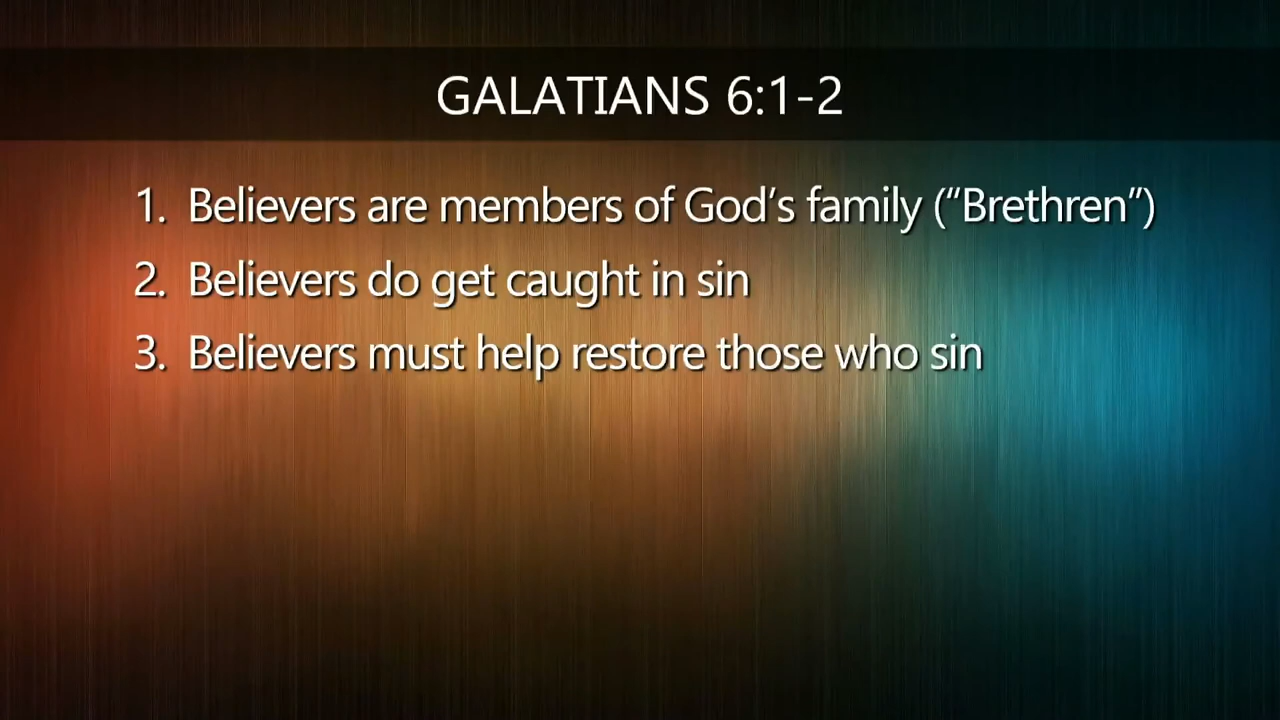 GALATIANS 6:1-2
1. Believers are members of God’s family (“Brethren”)
2. Believers do get caught in sin
3. Believers must help restore those who sin